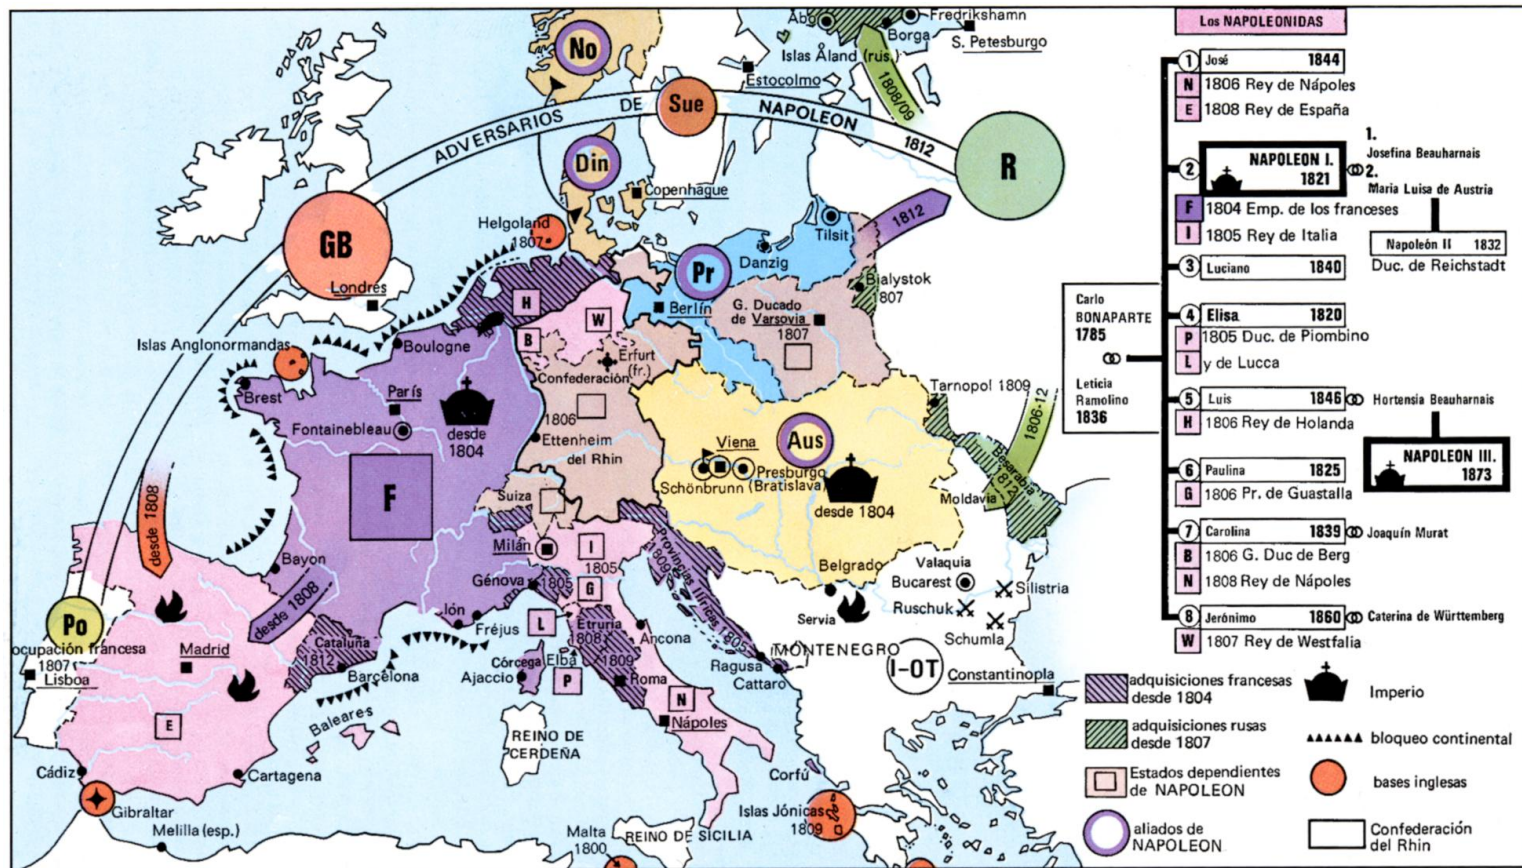 No
Abg
Fredrikshamn
Borga
S. Petesburgo
Islas Åland (rus.)
Estocolmo
1808/09
ADVERSARIOS
DE
Sue
NAPOLEON
1812
R
Din
Copenhague
GB
Helgoland
1807
Tilsit
1812
Danzig
Pr
Londrés
H
Berlín
Bialystok
1807
G. Ducado
de Varsovia
1807
W
B
Islas Anglonormandas
Boulogne
Erfurt
(fr.)
Confederación
1806
Brest
París
Tarnopol 1809
Fontainebleau
desde
1804
Ettenheim
del Rhin
Aus
1806-12
Viena
Presburgo
Schönbrunn (Bratislava)
Besarabia
1812
F
Suiza
Moldavia
desde 1804
desde 1808
Milán
I
1805
Provincias Ilíricas
1809
Bayon
Génova
1805
G
Belgrado
Valaquia
Bucarest
Silistria
Po
desde 1808
Ión
Fréjus
L
Etruria
1808
Servia
Ruschuk
Schumla
ocupación francesa
1807
Lisboa
Madrid
Cataluña
1812
Ancona
1805
MONTENEGRO
I-OT
Córcega
Elba
1809
Ragusa
Constantinopla
Barcelona
Ajaccio
P
Roma
Cattaro
Baleares
N
E
Nápoles
REINO DE
CERDEÑA
Cádiz
Cartagena
Corfú
Gibraltar
Islas Jónicas
1809
Melilla (esp.)
Malta
1800
REINO DE SICILIA
Los NAPOLEONIDAS
1 José 1844
N 1806 Rey de Nápoles
E 1808 Rey de España
2 NAPOLEON I.
1821
1.
Josefina Beauharnais
2.
Maria Luisa de Austria
F 1804 Emp. de los franceses
I 1805 Rey de Italia
Napoleón II 1832
Duc. de Reichstadt
3 Luciano 1840
Carlo
BONAPARTE
1785
Leticia
Ramolino
1836
4 Elisa 1820
P 1805 Duc. de Piombino
L y de Lucca
5 Luis 1846 Hortensia Beauharnais
H 1806 Rey de Holanda
NAPOLEON III.
1873
6 Paulina 1825
G 1806 Pr. de Guastalla
7 Carolina 1839 Joaquín Murat
B 1806 G. Duc de Berg
N 1808 Rey de Nápoles
8 Jerónimo 1860 Caterina de Württemberg
W 1807 Rey de Westfalia
adquisiciones francesas
desde 1804
Imperio
adquisiciones rusas
desde 1807
bloqueo continental
Estados dependientes
de NAPOLEON
bases inglesas
aliados de
NAPOLEON
Confederación
del Rhin